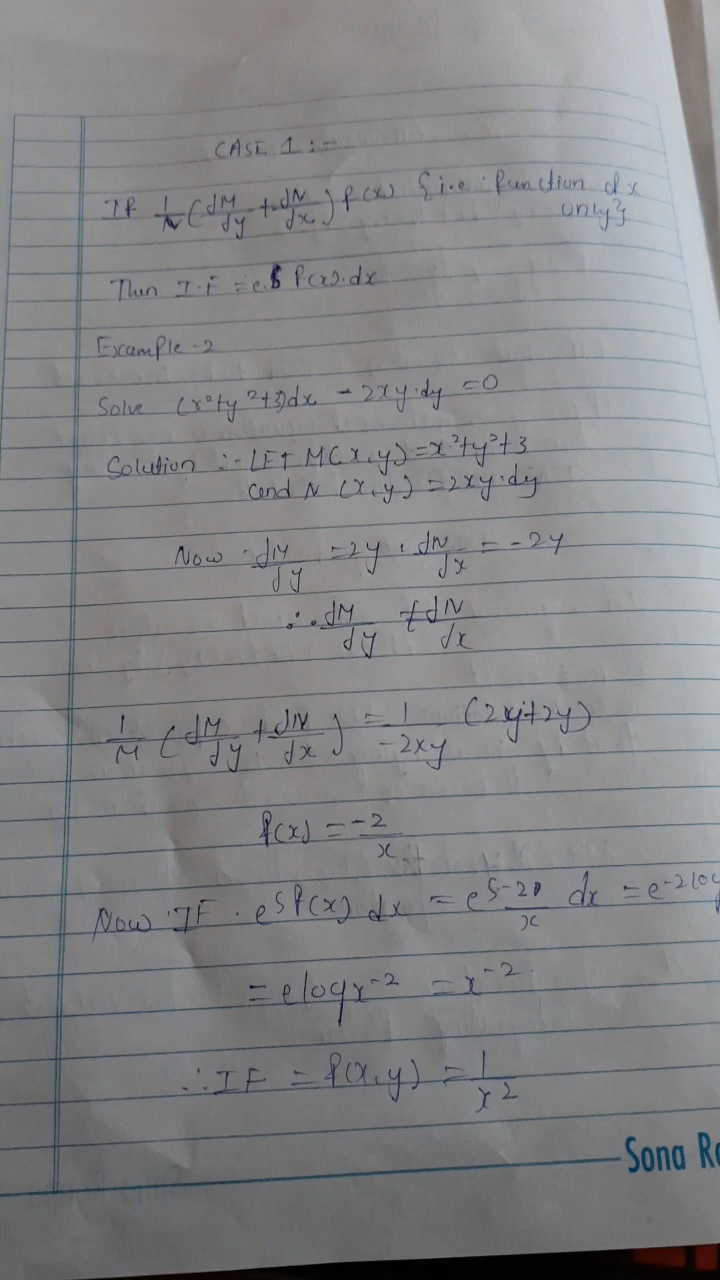 CASE 1 :-
If 1/N (dM/dy + dN/dx) f(x) {i.e. function of x
only}
Then I.F = e∫ f(x).dx
Example -2
Solve (x²+y²+3)dx - 2xy.dy = 0
Solution :- LET M(x,y) = x²+y²+3
and N (x,y) = 2xy.dy
Now dM/dy = 2y , dN/dx = -2y
∴ dM/dy ≠ dN/dx
1/M (dM/dy + dN/dx) = 1/-2xy (2y+2y)
f(x) = -2/x
Now IF . e∫f(x) dx = e∫-2/x dx = e-2log
= elogx-2 = x-2.
∴ IF = f(x,y) = 1/x2
Sona